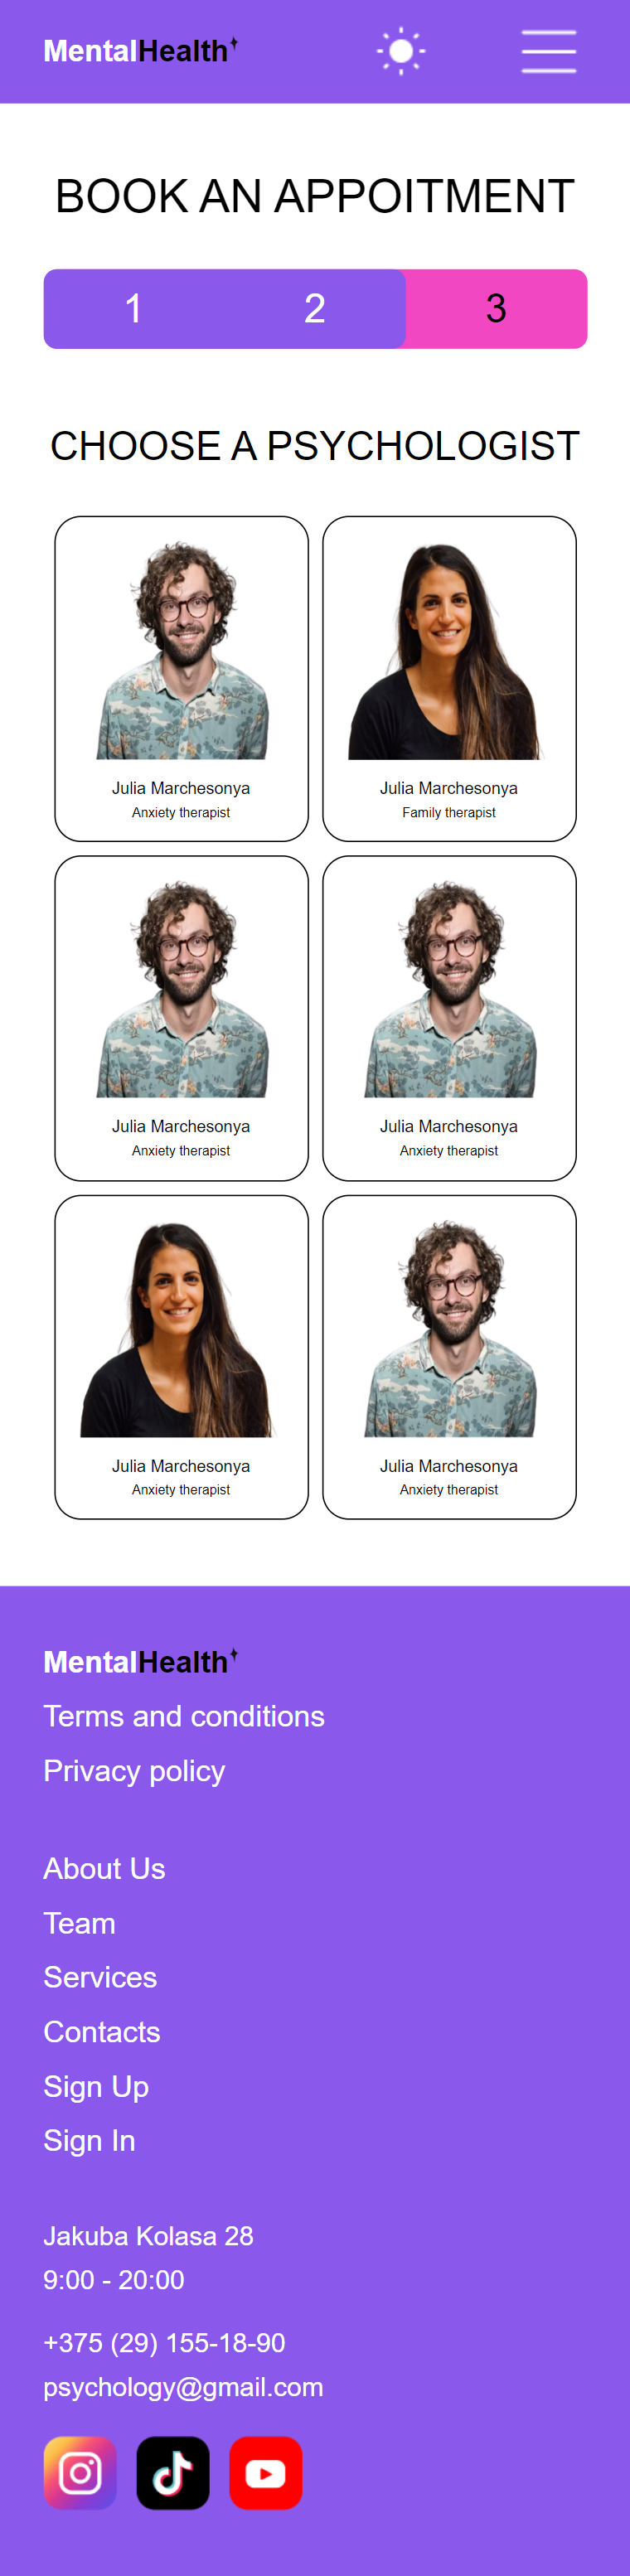 MentalHealth
BOOK AN APPOITMENT
1 2 3
CHOOSE A PSYCHOLOGIST
Julia Marchesonya
Anxiety therapist
Julia Marchesonya
Family therapist
Julia Marchesonya
Anxiety therapist
Julia Marchesonya
Anxiety therapist
Julia Marchesonya
Anxiety therapist
Julia Marchesonya
Anxiety therapist
MentalHealth
Terms and conditions
Privacy policy
About Us
Team
Services
Contacts
Sign Up
Sign In
Jakuba Kolasa 28
9:00 - 20:00
+375 (29) 155-18-90
psychology@gmail.com